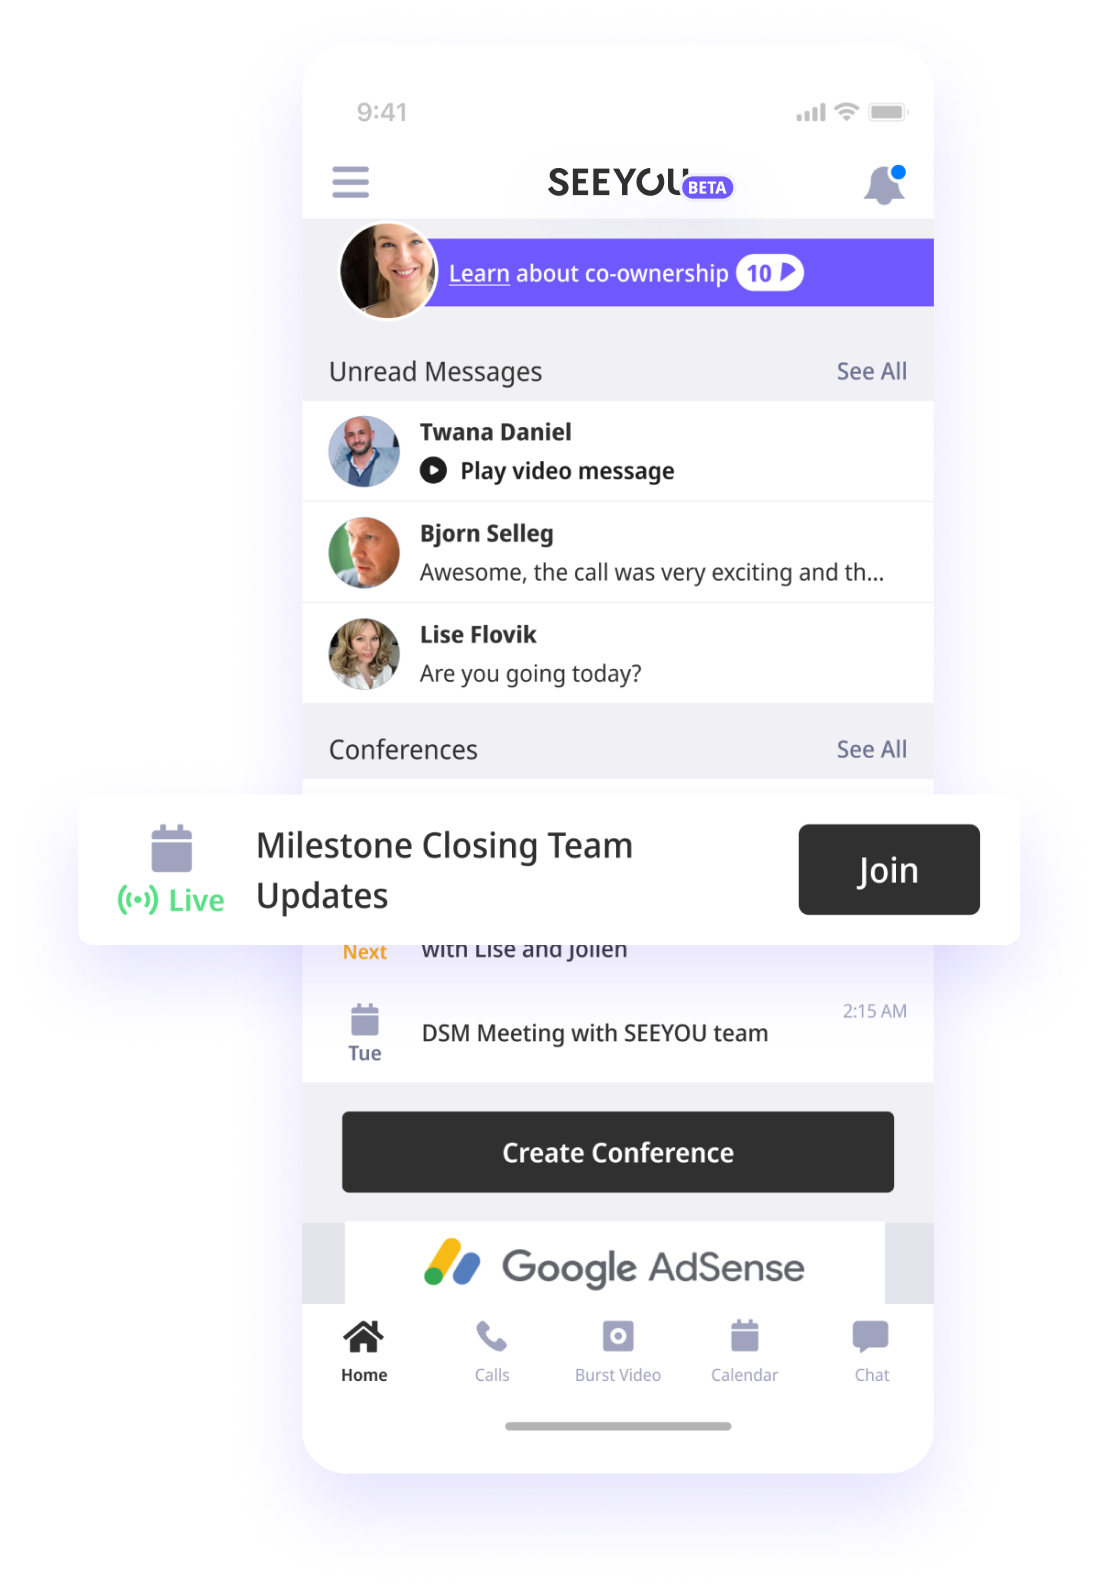 9:41
SEEYOU BETA
Learn about co-ownership 10
Unread Messages See All
Twana Daniel
Play video message
Bjorn Selleg
Awesome, the call was very exciting and th...
Lise Flovik
Are you going today?
Conferences See All
Milestone Closing Team
Updates
Live
Join
Next with Lise and Jolien
2:15 AM
DSM Meeting with SEEYOU team
Tue
Create Conference
Google AdSense
Home Calls Burst Video Calendar Chat